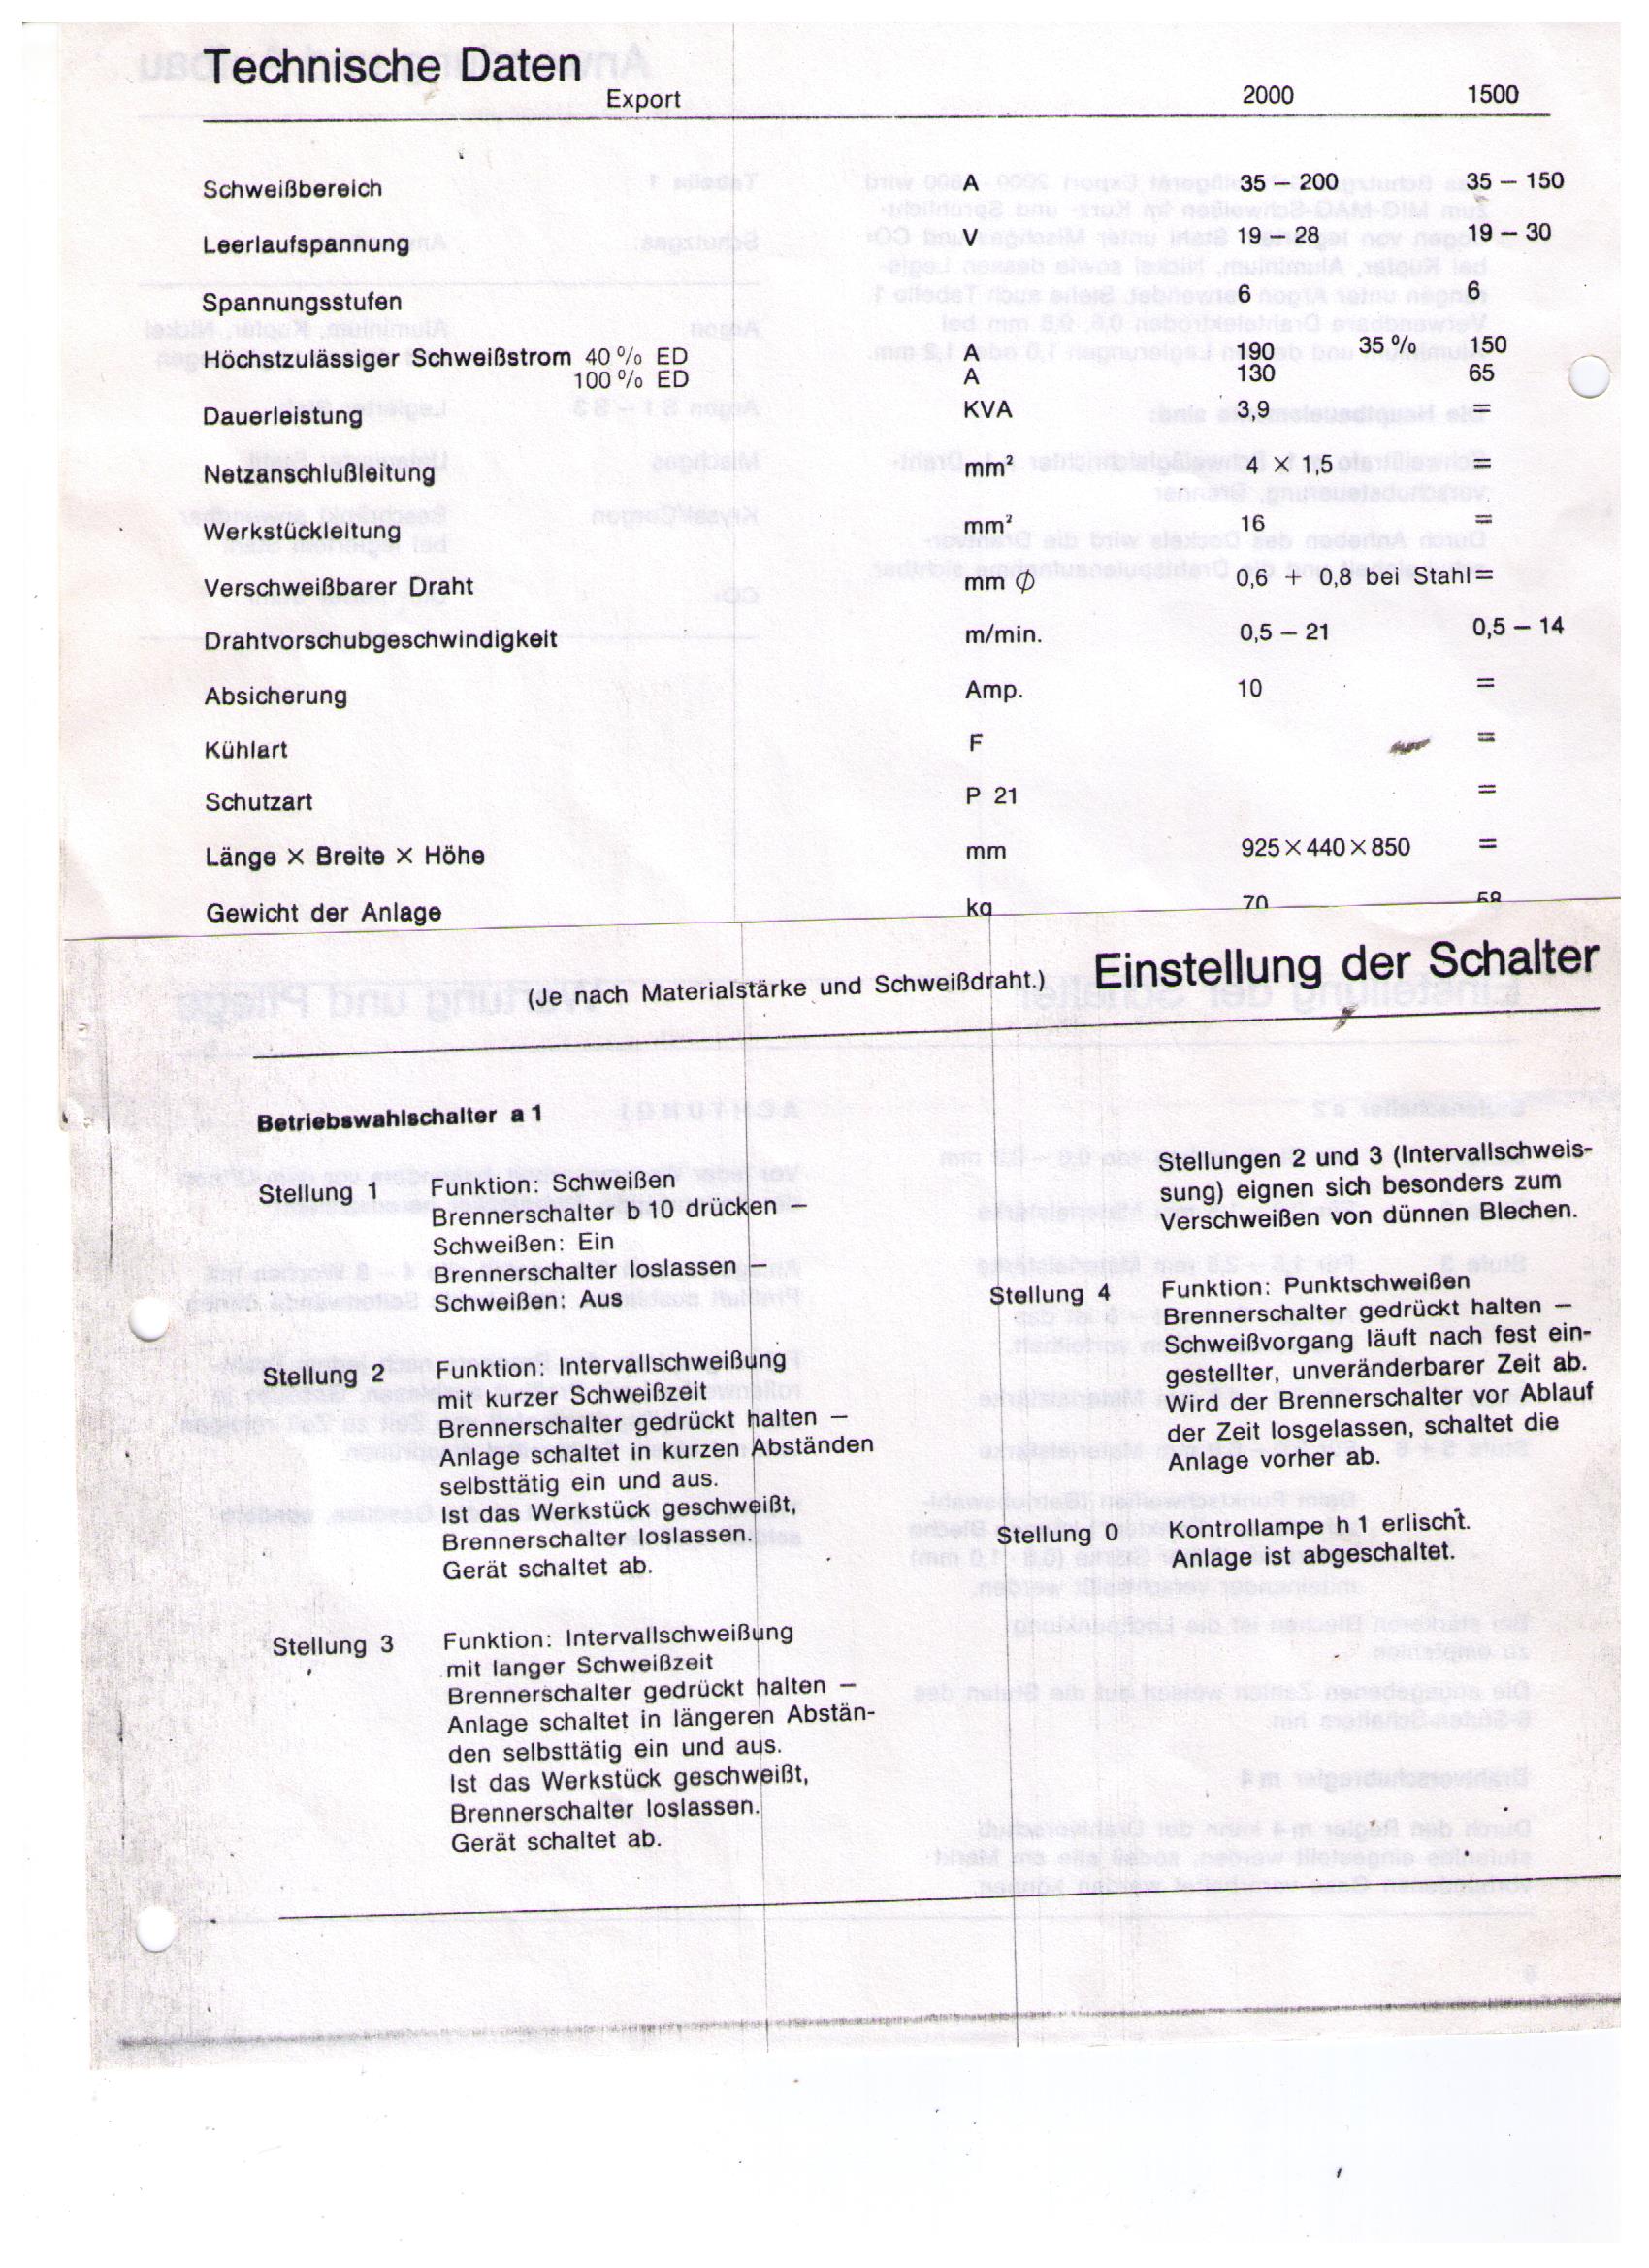 Technische Daten
Export 2000 1500
Schweißbereich A 35 – 200 35 – 150
Leerlaufspannung V 19 – 28 19 – 30
Spannungsstufen 6 6
Höchstzulässiger Schweißstrom 40 % ED A 190 35 % 150
100 % ED A 130 65
Dauerleistung KVA 3,9 =
Netzanschlußleitung mm² 4 × 1,5 =
Werkstückleitung mm² 16 =
Verschweißbarer Draht mm ∅ 0,6 + 0,8 bei Stahl =
Drahtvorschubgeschwindigkeit m/min. 0,5 – 21 0,5 – 14
Absicherung Amp. 10 =
Kühlart F =
Schutzart P 21 =
Länge × Breite × Höhe mm 925 × 440 × 850 =
Gewicht der Anlage kg 70 58
(Je nach Materialstärke und Schweißdraht.) Einstellung der Schalter
Betriebswahlschalter a 1
Stellung 1 Funktion: Schweißen
Brennerschalter b 10 drücken –
Schweißen: Ein
Brennerschalter loslassen –
Schweißen: Aus
Stellung 2 Funktion: Intervallschweißung
mit kurzer Schweißzeit
Brennerschalter gedrückt halten –
Anlage schaltet in kurzen Abständen
selbsttätig ein und aus.
Ist das Werkstück geschweißt,
Brennerschalter loslassen.
Gerät schaltet ab.
Stellung 3 Funktion: Intervallschweißung
mit langer Schweißzeit
Brennerschalter gedrückt halten –
Anlage schaltet in längeren Abstän-
den selbsttätig ein und aus.
Ist das Werkstück geschweißt,
Brennerschalter loslassen.
Gerät schaltet ab.
Stellungen 2 und 3 (Intervallschweis-
sung) eignen sich besonders zum
Verschweißen von dünnen Blechen.
Stellung 4 Funktion: Punktschweißen
Brennerschalter gedrückt halten –
Schweißvorgang läuft nach fest ein-
gestellter, unveränderbarer Zeit ab.
Wird der Brennerschalter vor Ablauf
der Zeit losgelassen, schaltet die
Anlage vorher ab.
Stellung 0 Kontrollampe h 1 erlischt.
Anlage ist abgeschaltet.